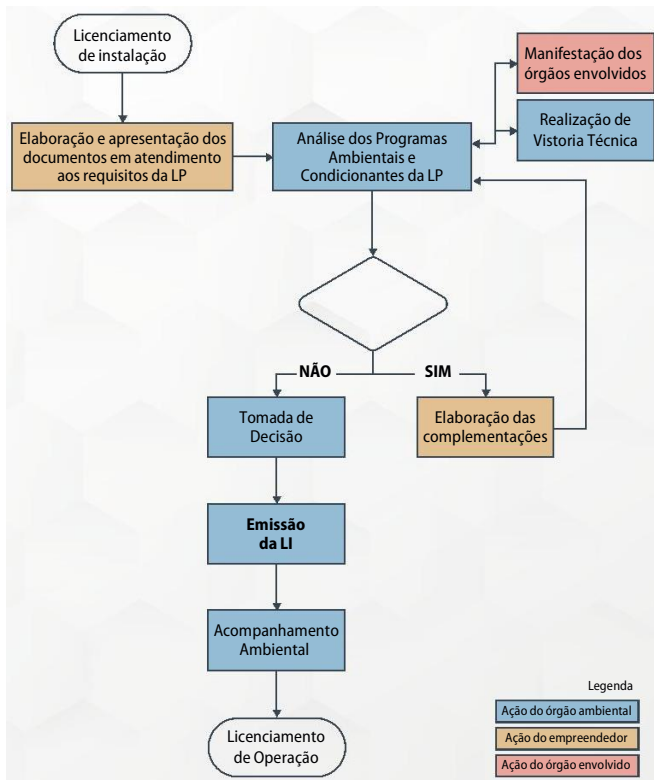 Licenciamento
de instalação
Manifestação dos
órgãos envolvidos
Elaboração e apresentação dos
documentos em atendimento
aos requisitos da LP
Análise dos Programas
Ambientais e
Condicionantes da LP
Realização de
Vistoria Técnica
NÃO
SIM
Tomada de
Decisão
Elaboração das
complementações
Emissão
da LI
Acompanhamento
Ambiental
Licenciamento
de Operação
Legenda
Ação do órgão ambiental
Ação do empreendedor
Ação do órgão envolvido